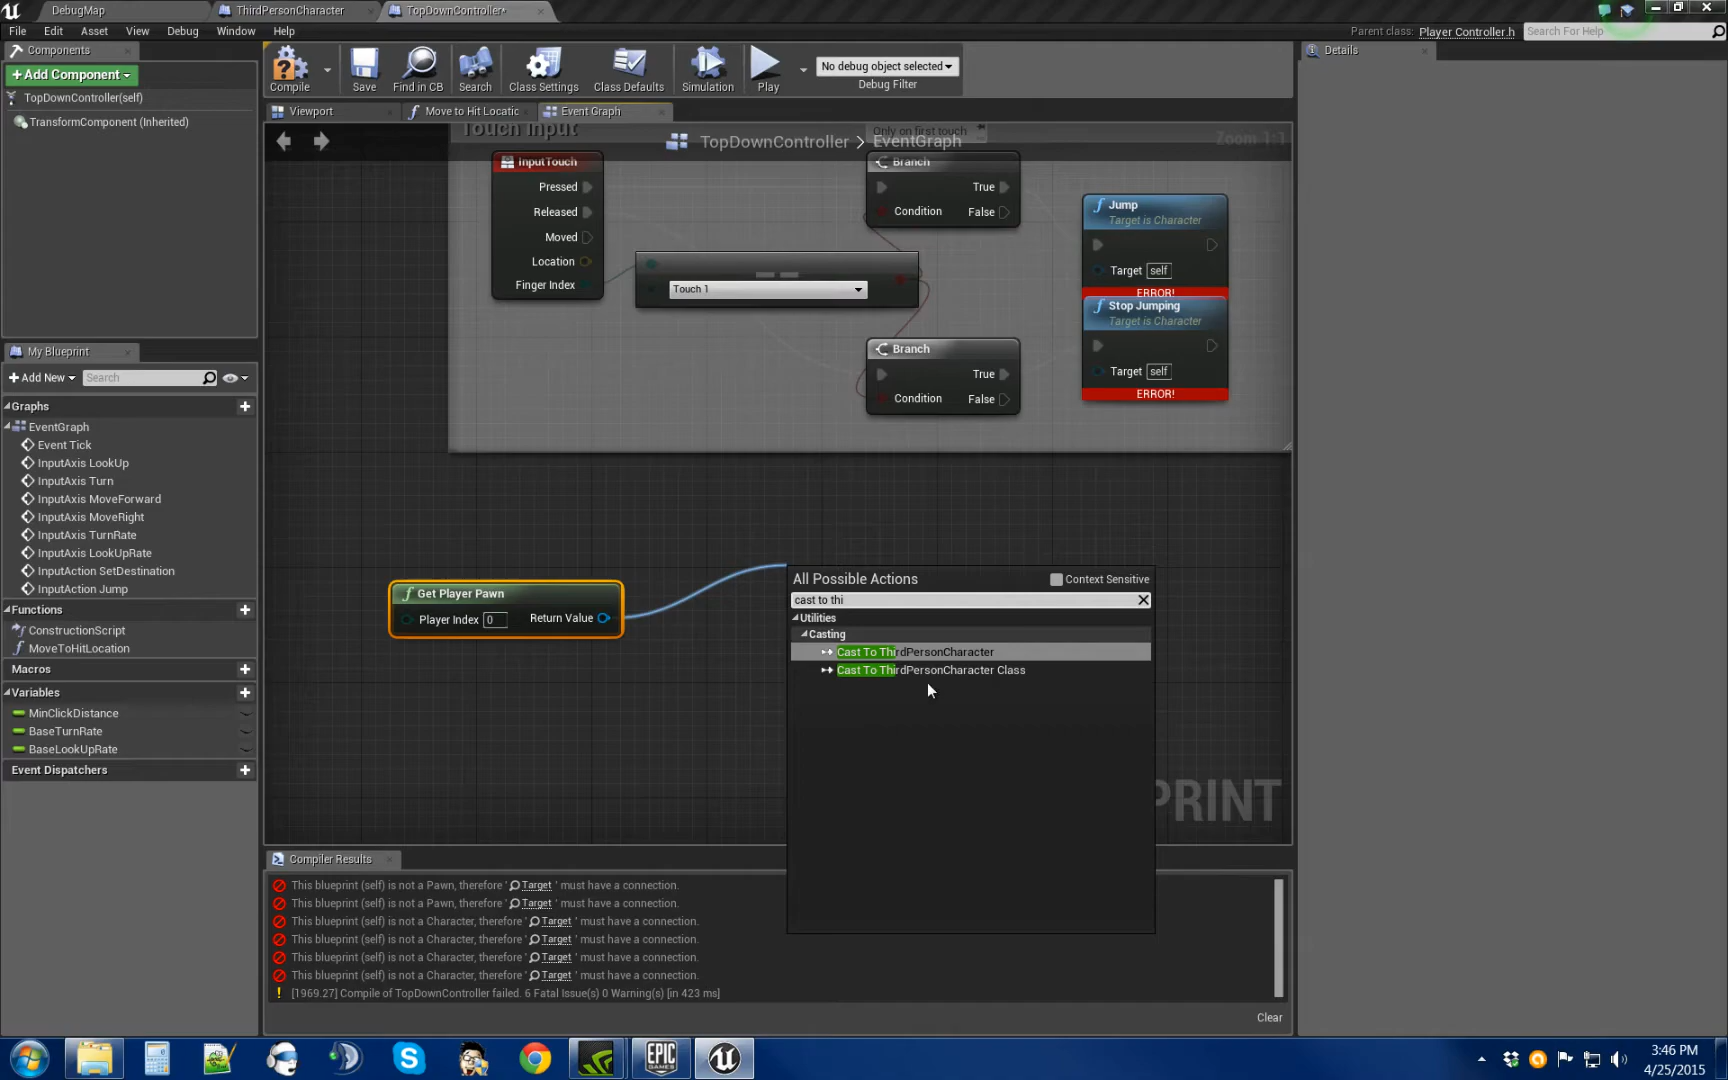 DebugMap
ThirdPersonCharacter
TopDownController*
File Edit Asset View Debug Window Help
Parent class: Player Controller.h
Search For Help
Components
+Add Component
TopDownController(self)
TransformComponent (Inherited)
Compile
Save
Find in CB
Search
Class Settings
Class Defaults
Simulation
Play
No debug object selected
Debug Filter
Details
Viewport
Move to Hit Locatic
Event Graph
TopDownController > EventGraph
Zoom 1:1
Touch Input
Only on first touch
InputTouch
Pressed
Released
Moved
Location
Finger Index
Touch 1
Branch
True
Condition
False
Jump
Target is Character
Target self
ERROR!
Stop Jumping
Target is Character
Target self
ERROR!
Branch
True
Condition
False
My Blueprint
+Add New
Search
Graphs
EventGraph
Event Tick
InputAxis LookUp
InputAxis Turn
InputAxis MoveForward
InputAxis MoveRight
InputAxis TurnRate
InputAxis LookUpRate
InputAction SetDestination
InputAction Jump
Functions
ConstructionScript
MoveToHitLocation
Macros
Variables
MinClickDistance
BaseTurnRate
BaseLookUpRate
Event Dispatchers
Get Player Pawn
Player Index 0
Return Value
All Possible Actions
Context Sensitive
cast to thi
Utilities
Casting
Cast To ThirdPersonCharacter
Cast To ThirdPersonCharacter Class
PRINT
Compiler Results
This blueprint (self) is not a Pawn, therefore ' Target ' must have a connection.
This blueprint (self) is not a Pawn, therefore ' Target ' must have a connection.
This blueprint (self) is not a Character, therefore ' Target ' must have a connection.
This blueprint (self) is not a Character, therefore ' Target ' must have a connection.
This blueprint (self) is not a Character, therefore ' Target ' must have a connection.
This blueprint (self) is not a Character, therefore ' Target ' must have a connection.
[1969.27] Compile of TopDownController failed. 6 Fatal Issue(s) 0 Warning(s) [in 423 ms]
Clear
EPIC
GAMES
3:46 PM
4/25/2015